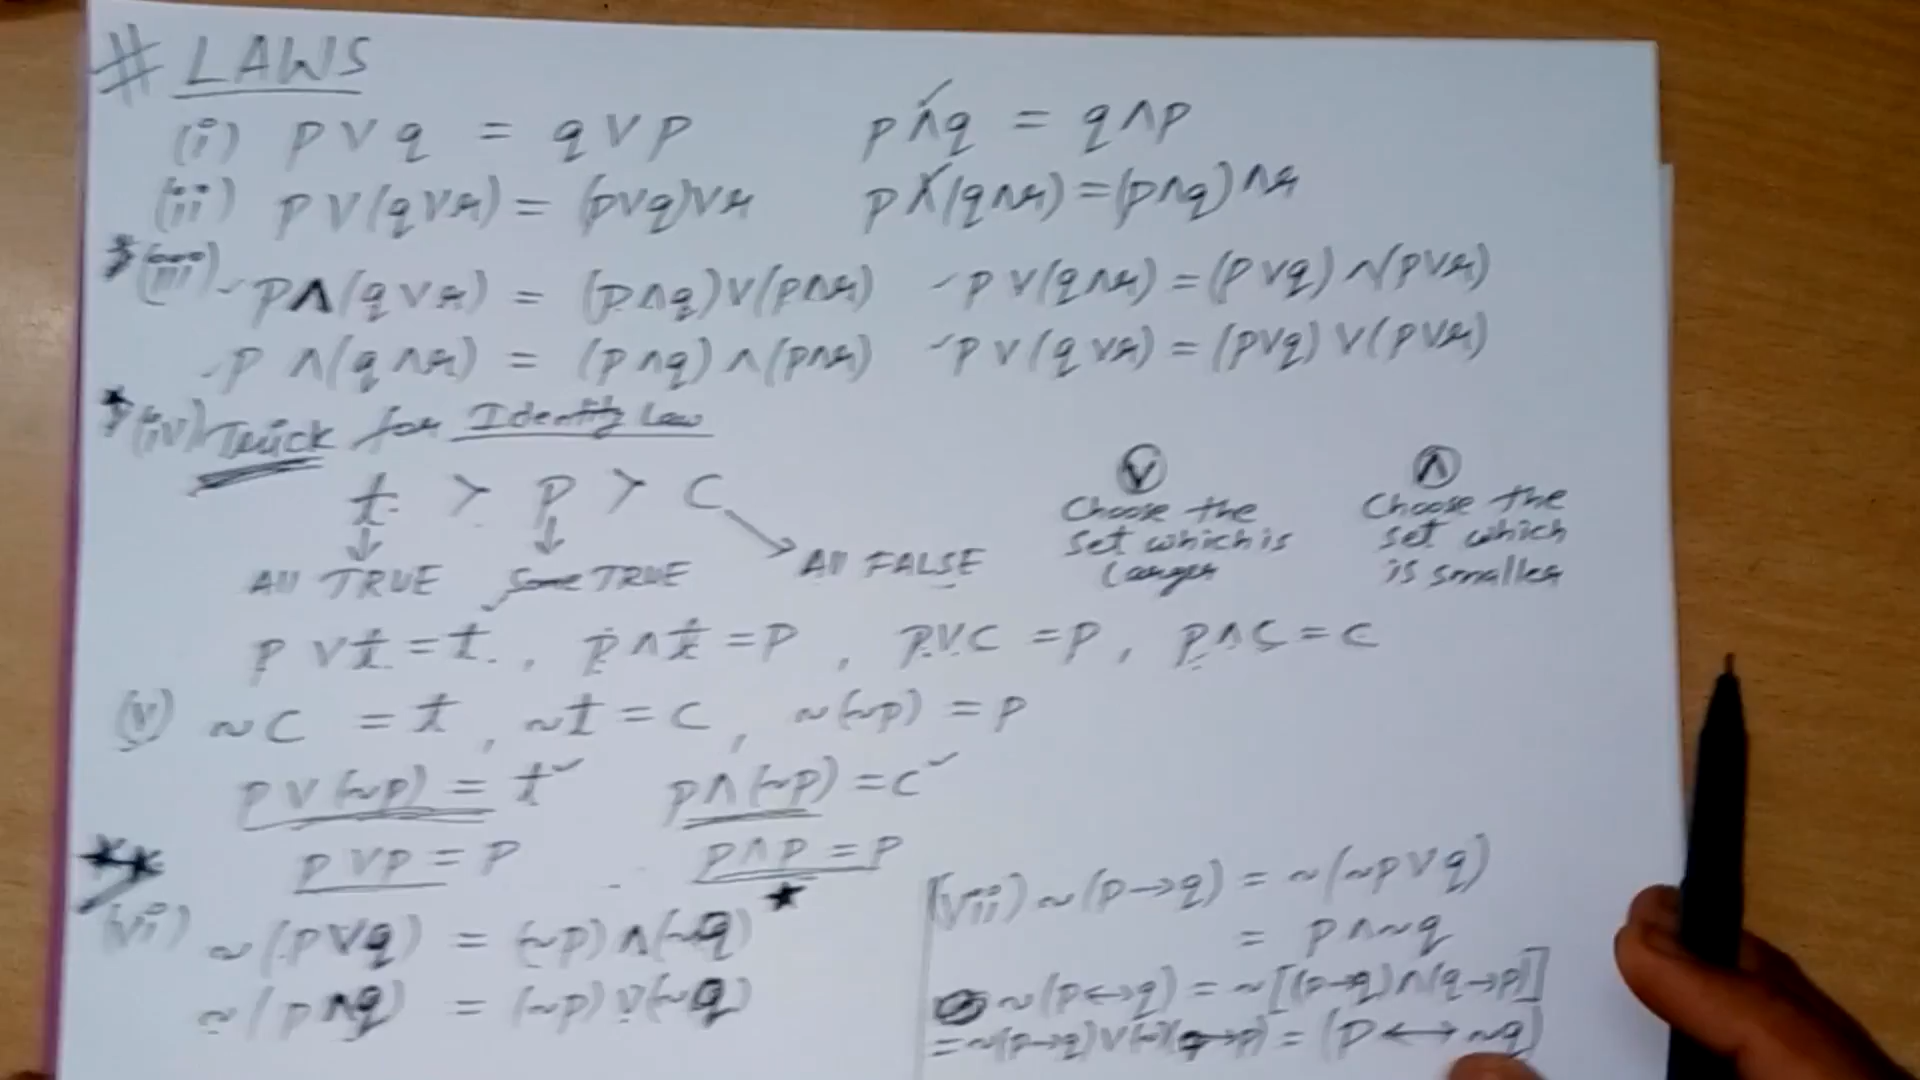 # LAWS
(i) p ∨ q = q ∨ p    p ∧ q = q ∧ p
(ii) p ∨ (q ∨ r) = (p ∨ q) ∨ r    p ∧ (q ∧ r) = (p ∧ q) ∧ r
(iii) - p ∧ (q ∨ r) = (p ∧ q) ∨ (p ∧ r)    - p ∨ (q ∧ r) = (p ∨ q) ∧ (p ∨ r)
- p ∧ (q ∧ r) = (p ∧ q) ∧ (p ∧ r)    - p ∨ (q ∨ r) = (p ∨ q) ∨ (p ∨ r)
(iv) Trick for Identity Law
t > p > c
All TRUE    Some TRUE    All FALSE
∨
Choose the
set which is
larger
∧
Choose the
set which
is smaller
p ∨ t = t , p ∧ t = p , p ∨ c = p , p ∧ c = c
(v) ~c = t , ~t = c , ~(~p) = p
p ∨ (~p) = t    p ∧ (~p) = c
p ∨ p = p    p ∧ p = p
(vi) ~(p ∨ q) = (~p) ∧ (~q)
~(p ∧ q) = (~p) ∨ (~q)
(vii) ~(p → q) = ~(~p ∨ q)
= p ∧ ~q
~(p ↔ q) = ~[(p → q) ∧ (q → p)]
= ~(p → q) ∨ (~)(q → p) = (p ↔ ~q)